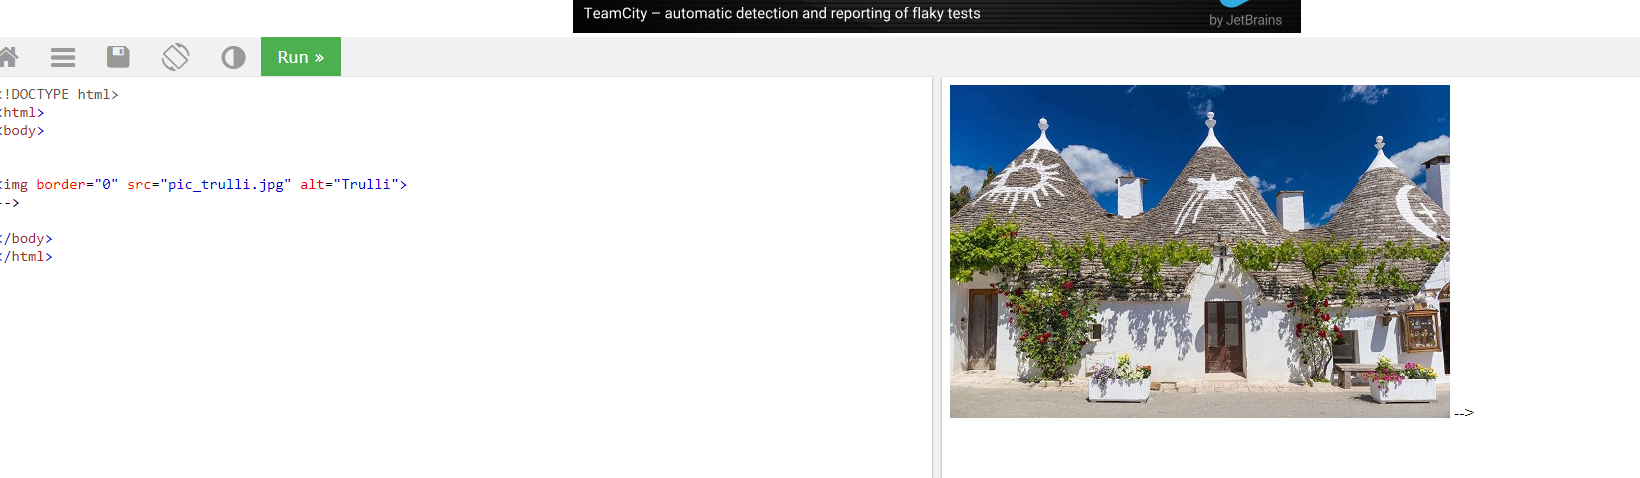 TeamCity – automatic detection and reporting of flaky tests
by JetBrains
Run »
<!DOCTYPE html>
<html>
<body>
<img border="0" src="pic_trulli.jpg" alt="Trulli">
-->
</body>
</html>
-->